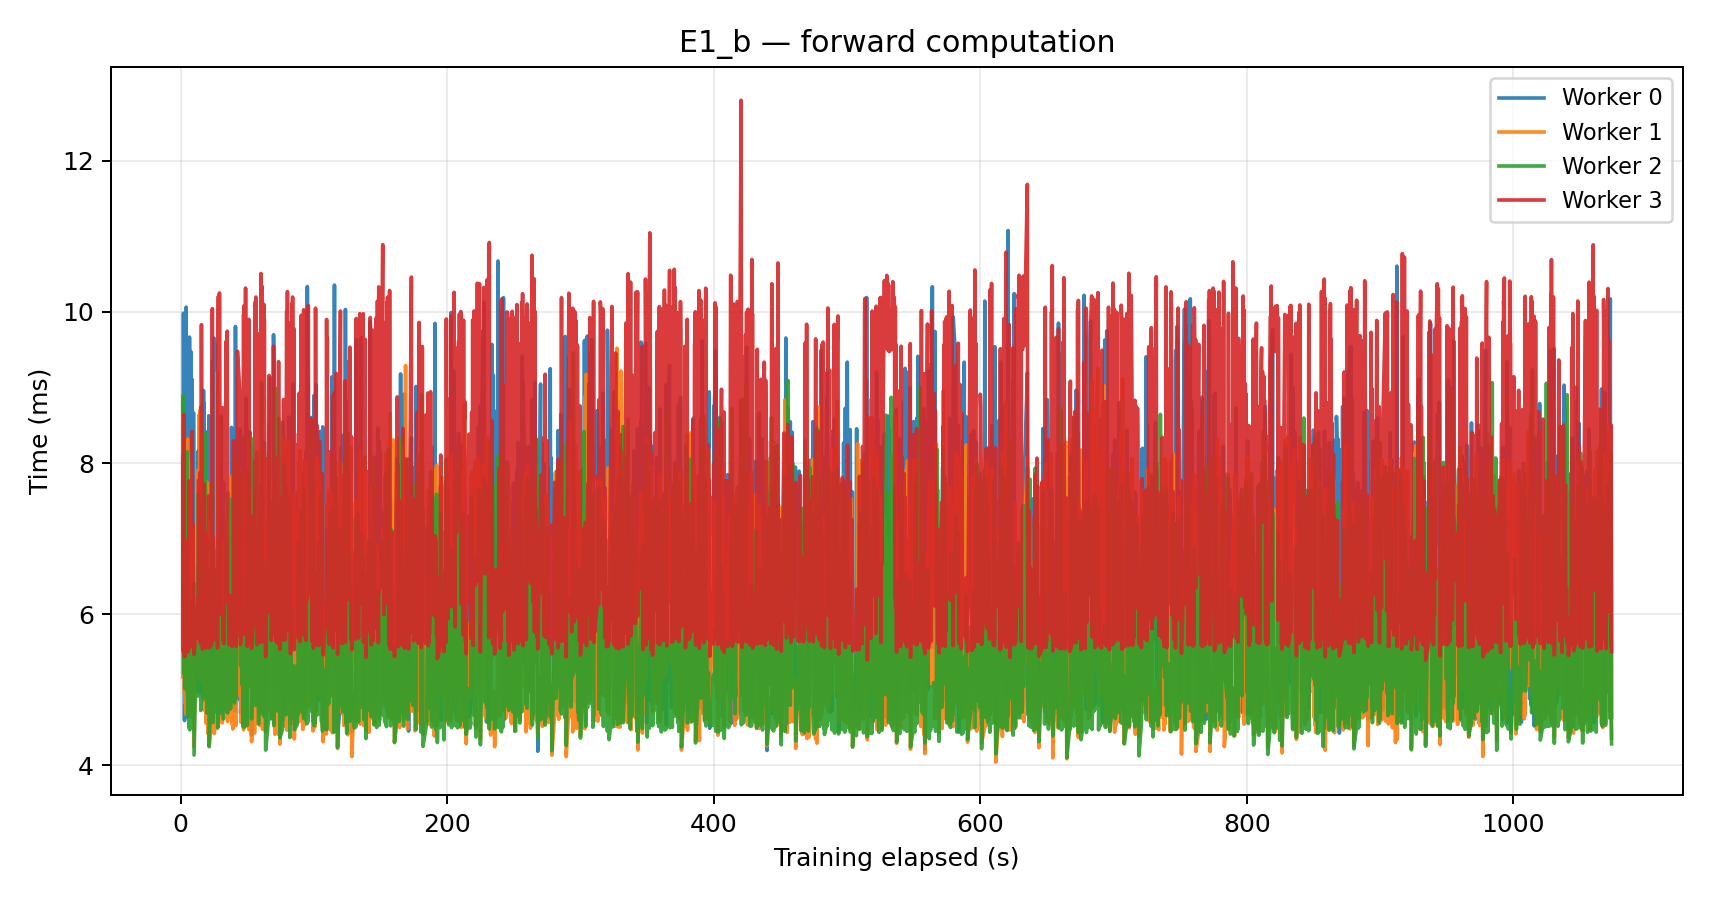 E1_b — forward computation
Time (ms)
12
10
8
6
4
Worker 0
Worker 1
Worker 2
Worker 3
0 200 400 600 800 1000
Training elapsed (s)